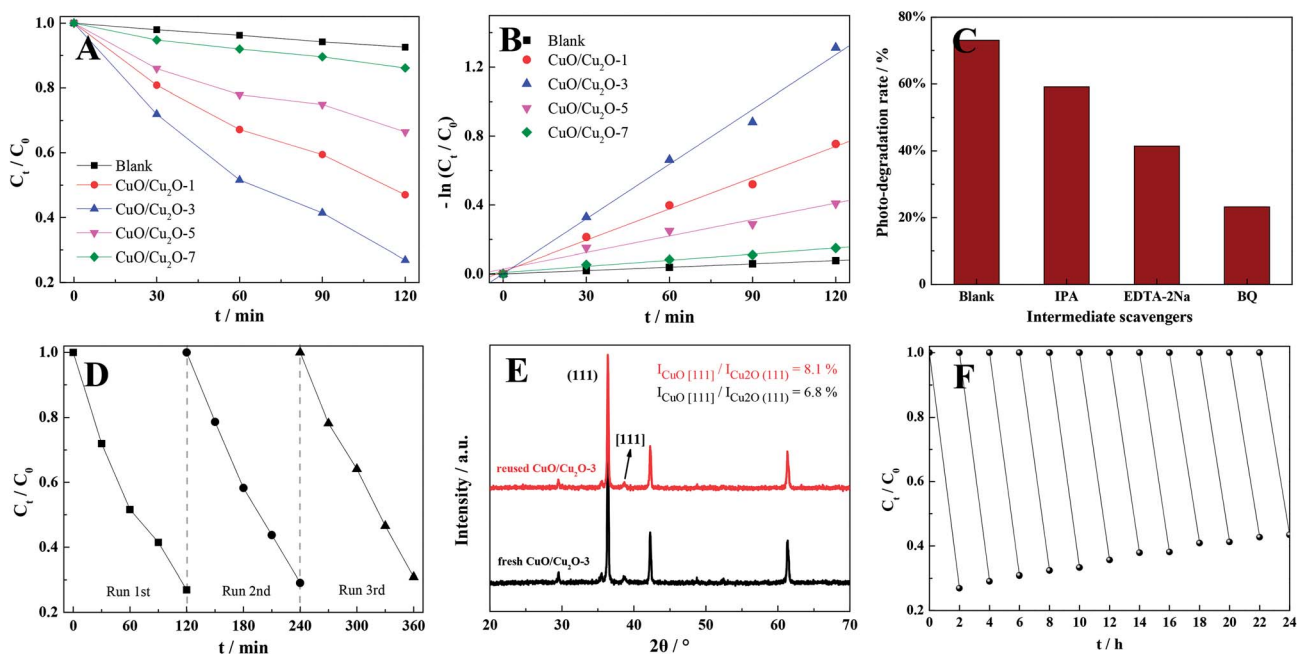 A
1.0
0.8
0.6
0.4
0.2
C_t / C_0
Blank
CuO/Cu₂O-1
CuO/Cu₂O-3
CuO/Cu₂O-5
CuO/Cu₂O-7
0 30 60 90 120
t / min
B
1.2
0.8
0.4
0.0
- ln (C_t / C_0)
Blank
CuO/Cu₂O-1
CuO/Cu₂O-3
CuO/Cu₂O-5
CuO/Cu₂O-7
0 30 60 90 120
t / min
C
80%
60%
40%
20%
0
Photo-degradation rate / %
Blank IPA EDTA-2Na BQ
Intermediate scavengers
D
1.0
0.8
0.6
0.4
0.2
C_t / C_0
Run 1st Run 2nd Run 3rd
0 60 120 180 240 300 360
t / min
E
(111)
I_CuO [111] / I_Cu2O (111) = 8.1 %
I_CuO [111] / I_Cu2O (111) = 6.8 %
[111]
reused CuO/Cu₂O-3
fresh CuO/Cu₂O-3
Intensity / a.u.
20 30 40 50 60 70
2θ / °
F
1.0
0.8
0.6
0.4
0.2
C_t / C_0
0 2 4 6 8 10 12 14 16 18 20 22 24
t / h